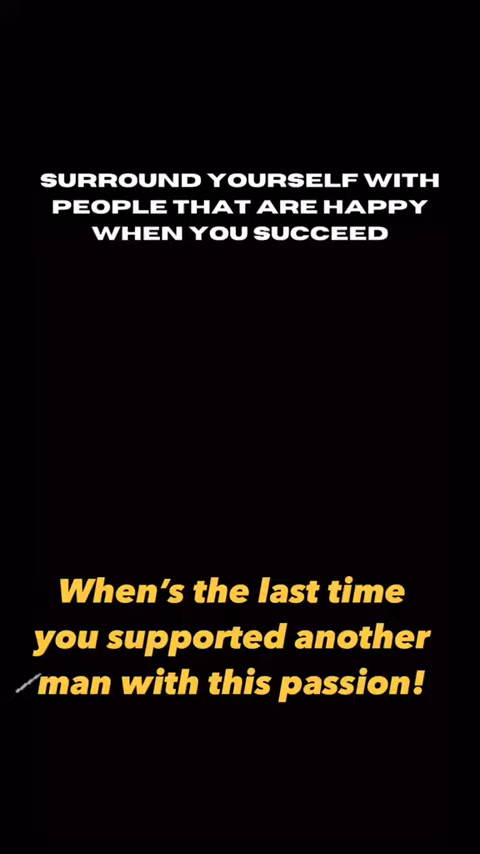 SURROUND YOURSELF WITH
PEOPLE THAT ARE HAPPY
WHEN YOU SUCCEED
When's the last time
you supported another
man with this passion!